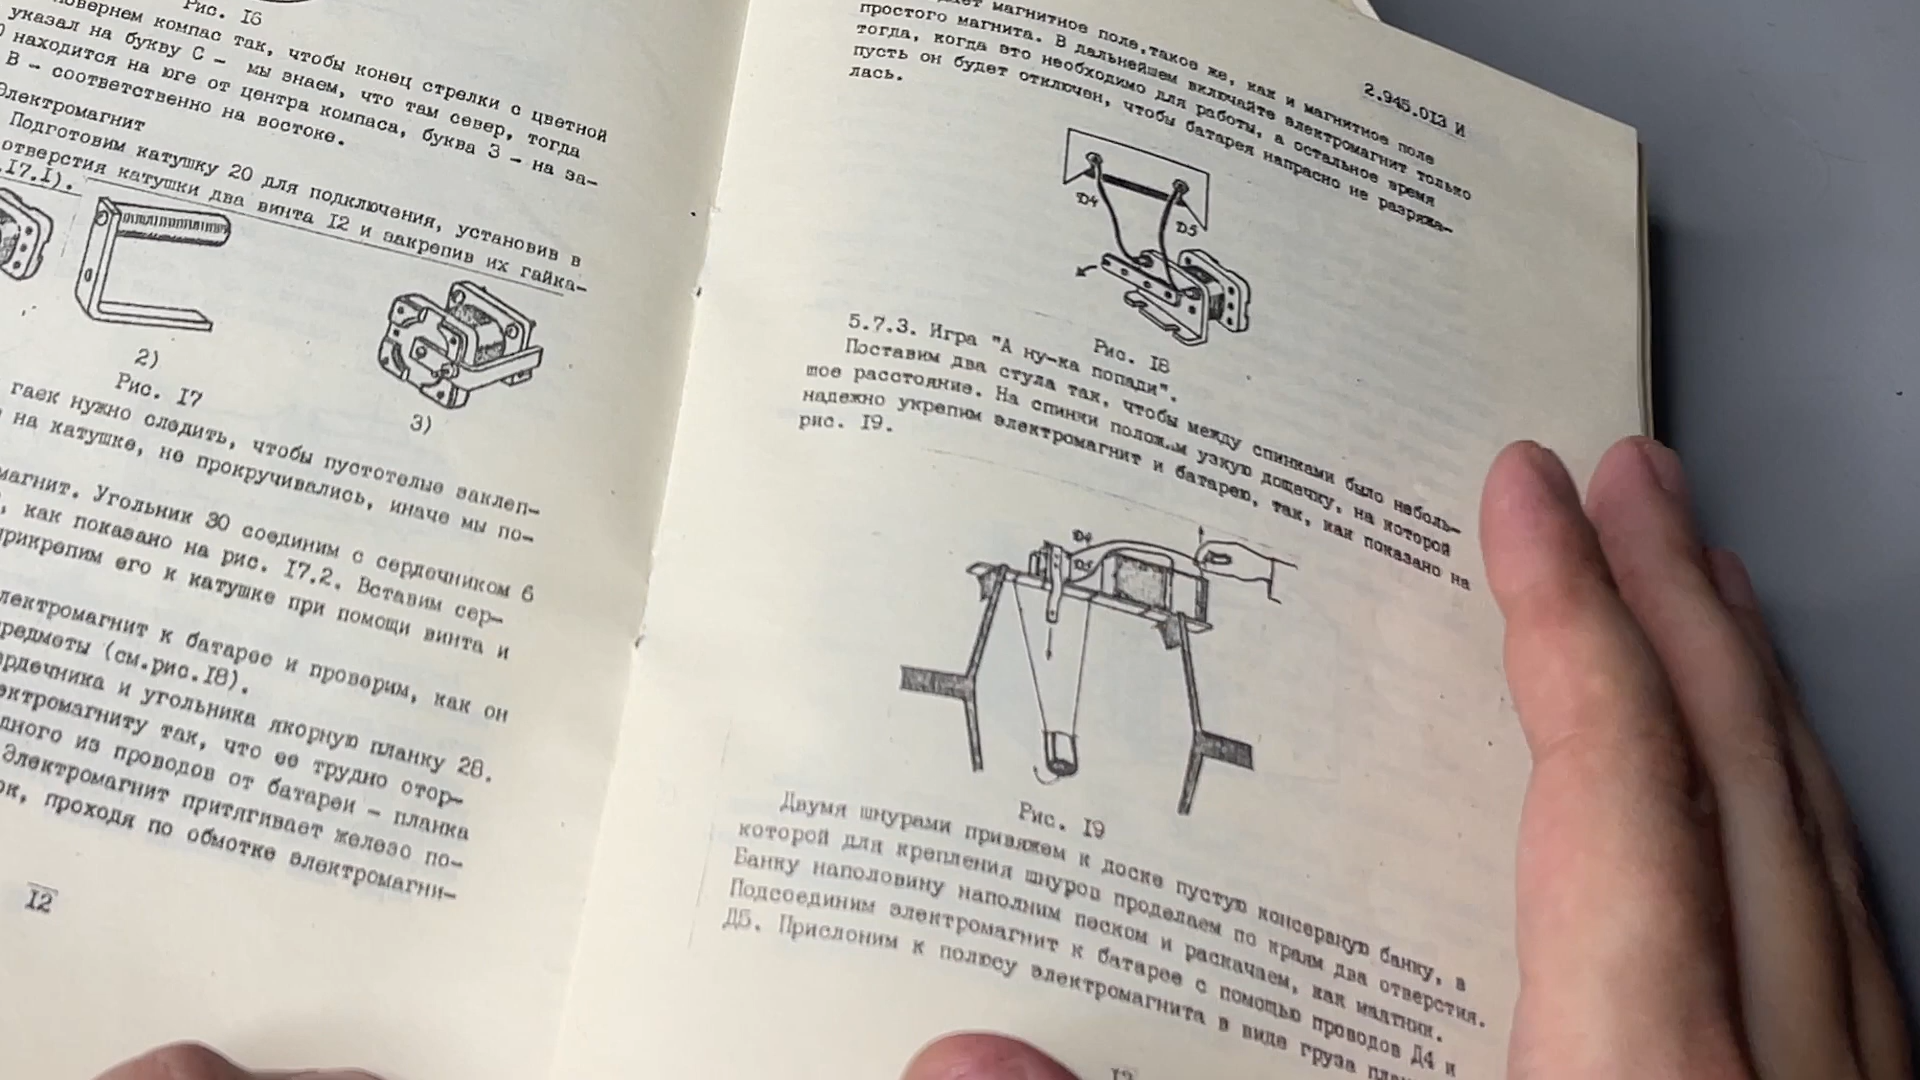 Рис. I6
повернем компас так, чтобы конец стрелки с цветной
указал на букву С – мы знаем, что там север, тогда
находится на юге от центра компаса, буква З – на за–
В – соответственно на востоке.
Электромагнит
Подготовим катушку 20 для подключения, установив в
отверстия катушки два винта I2 и закрепив их гайка–
I7.I).
2)
3)
Рис. I7
гаек нужно следить, чтобы пустотелые заклеп–
на катушке, не прокручивались, иначе мы по–
магнит. Угольник 30 соединим с сердечником 6
как показано на рис. I7.2. Вставим сер–
прикрепим его к катушке при помощи винта и
электромагнит к батарее и проверим, как он
предметы (см.рис.I8).
сердечника и угольника якорную планку 28.
электромагниту так, что ее трудно отор–
одного из проводов от батареи – планка
Электромагнит притягивает железо по–
ток, проходя по обмотке электромагни–
I2
2.945.0I3 И
магнитное поле,такое же, как и магнитное поле
простого магнита. В дальнейшем включайте электромагнит только
тогда, когда это необходимо для работы, а остальное время
пусть он будет отключен, чтобы батарея напрасно не разряжа–
лась.
D4
D5
Рис. I8
5.7.3. Игра "А ну–ка попади".
Поставим два стула так, чтобы между спинками было неболь–
шое расстояние. На спинки положим узкую дощечку, на которой
надежно укрепим электромагнит и батарею, так, как показано на
рис. I9.
D4
D5
Рис. I9
Двумя шнурами привяжем к доске пустую консервную банку, в
которой для крепления шнуров проделаем по краям два отверстия.
Банку наполовину наполним песком и раскачаем, как маятник.
Подсоединим электромагнит к батарее с помощью проводов Д4 и
Д5. Прислоним к полюсу электромагнита в виде груза
I3